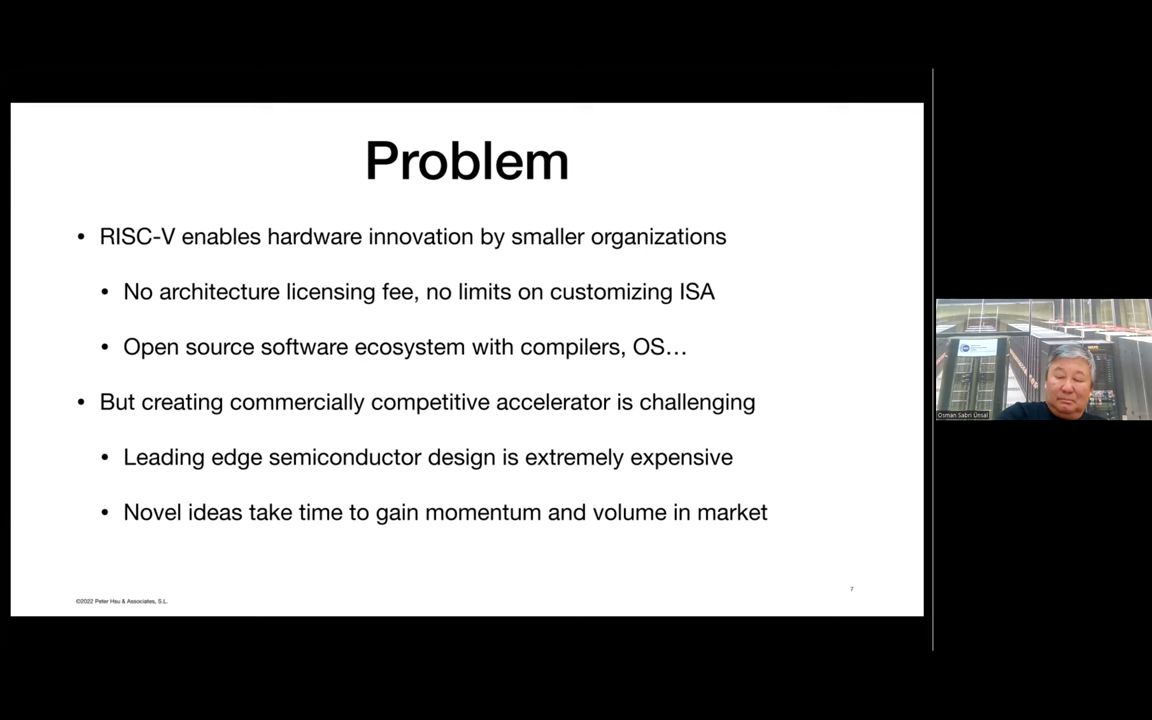 Problem
• RISC-V enables hardware innovation by smaller organizations
• No architecture licensing fee, no limits on customizing ISA
• Open source software ecosystem with compilers, OS…
• But creating commercially competitive accelerator is challenging
• Leading edge semiconductor design is extremely expensive
• Novel ideas take time to gain momentum and volume in market
©2022 Peter Hsu & Associates, S.L.
7
Osman Sabri Ünsal